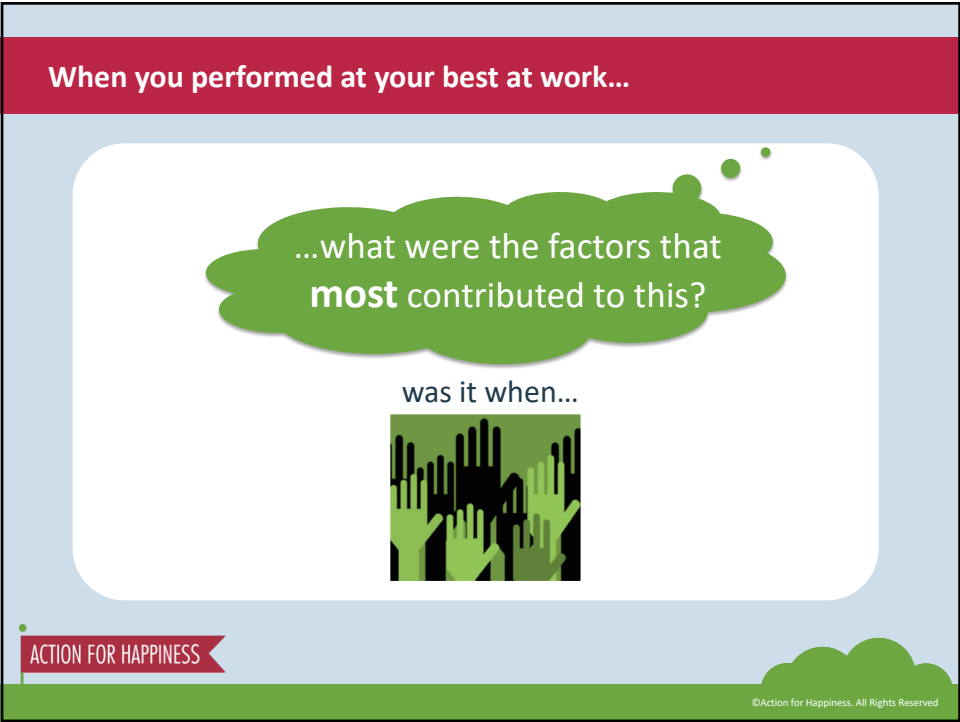 When you performed at your best at work…
…what were the factors that
most contributed to this?
was it when…
ACTION FOR HAPPINESS
©Action for Happiness. All Rights Reserved